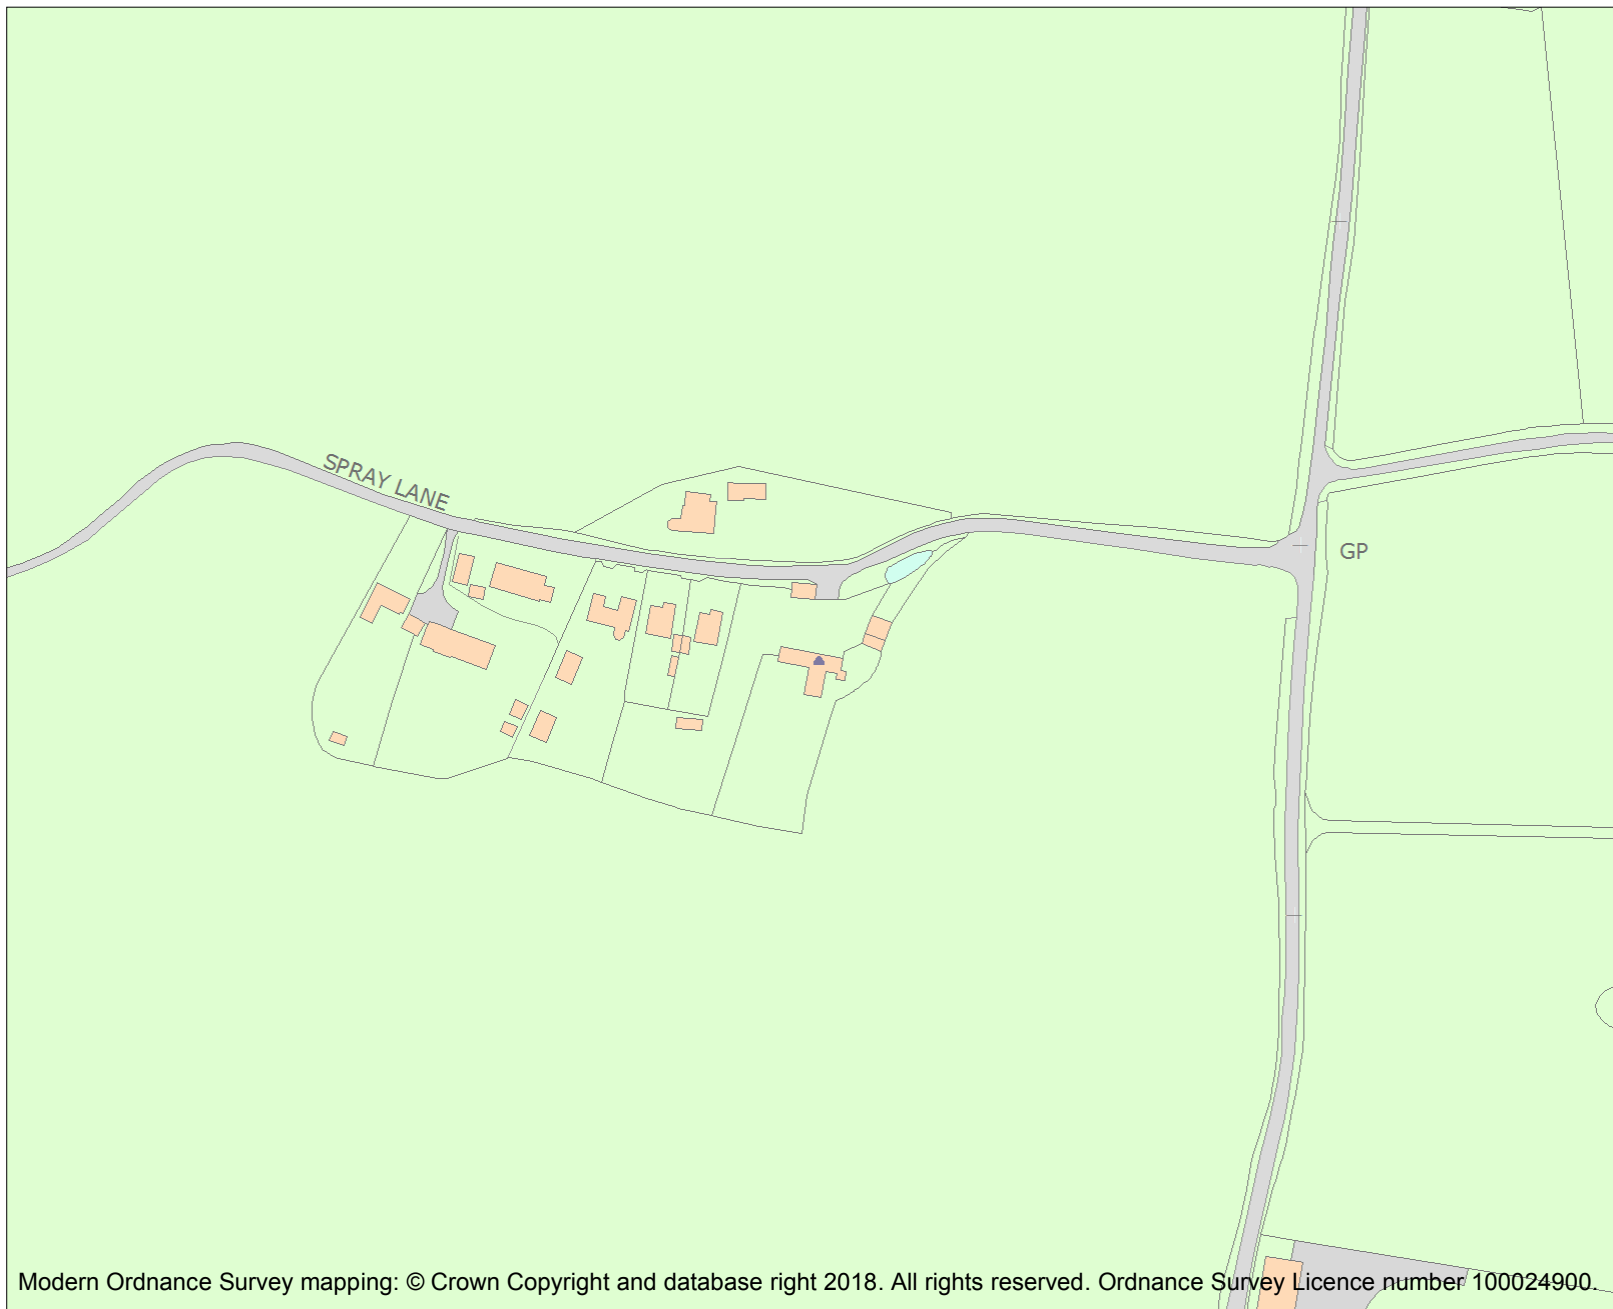 SPRAY LANE
GP
Modern Ordnance Survey mapping: © Crown Copyright and database right 2018. All rights reserved. Ordnance Survey Licence number 100024900.